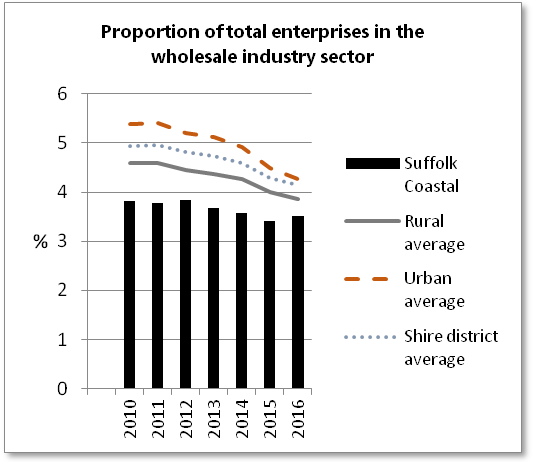 Proportion of total enterprises in the
wholesale industry sector
6
5
4
3
2
1
0
%
2010
2011
2012
2013
2014
2015
2016
Suffolk
Coastal
Rural
average
Urban
average
Shire district
average